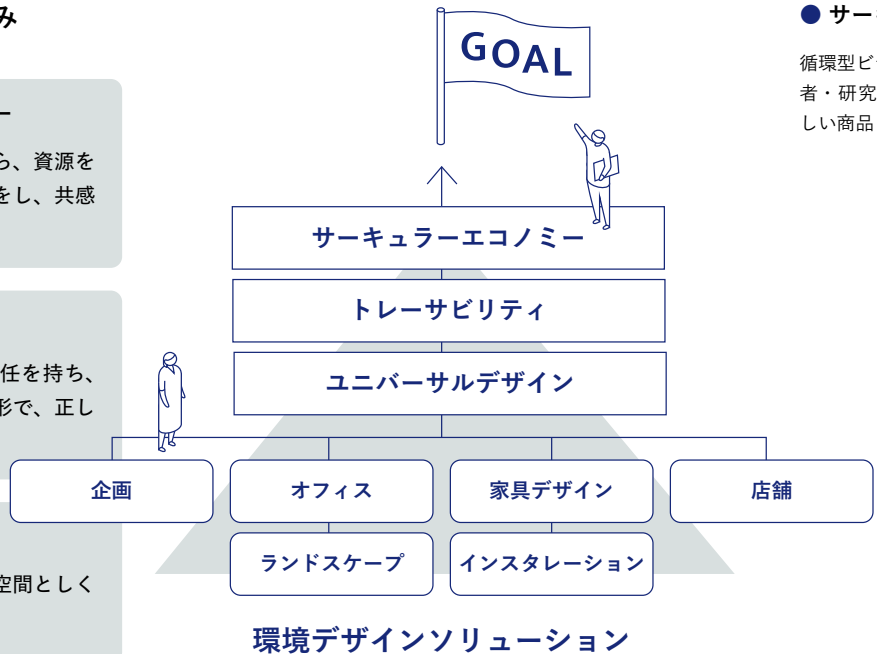 み
ー
ら、資源を
をし、共感
任を持ち、
形で、正し
空間としく
GOAL
サーキュラーエコノミー
トレーサビリティ
ユニバーサルデザイン
企画
オフィス
家具デザイン
店舗
ランドスケープ
インスタレーション
環境デザインソリューション
● サー
循環型ビ
者・研究
しい商品